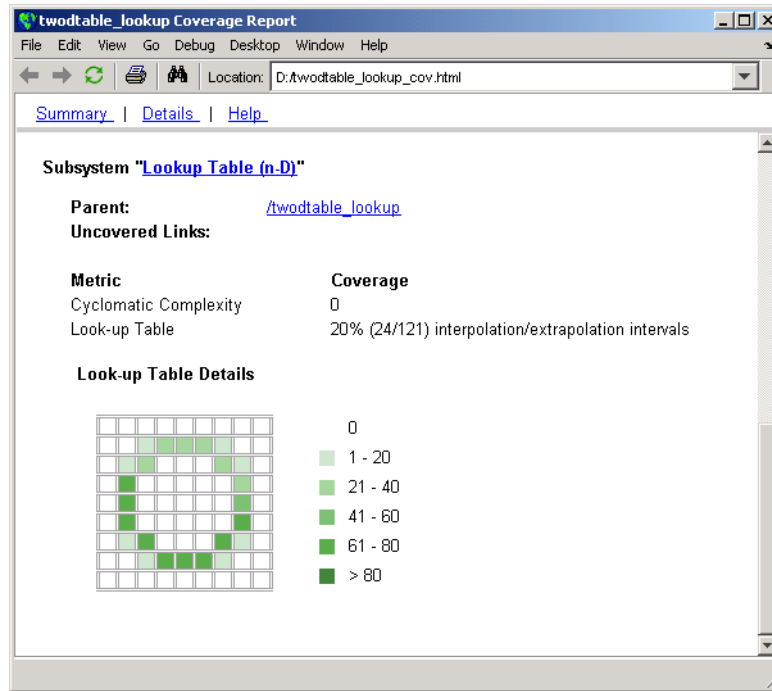 twodtable_lookup Coverage Report
File Edit View Go Debug Desktop Window Help
Location: D:/twodtable_lookup_cov.html
Summary | Details | Help
Subsystem "Lookup Table (n-D)"
Parent: /twodtable_lookup
Uncovered Links:
Metric Coverage
Cyclomatic Complexity 0
Look-up Table 20% (24/121) interpolation/extrapolation intervals
Look-up Table Details
0
1 - 20
21 - 40
41 - 60
61 - 80
> 80